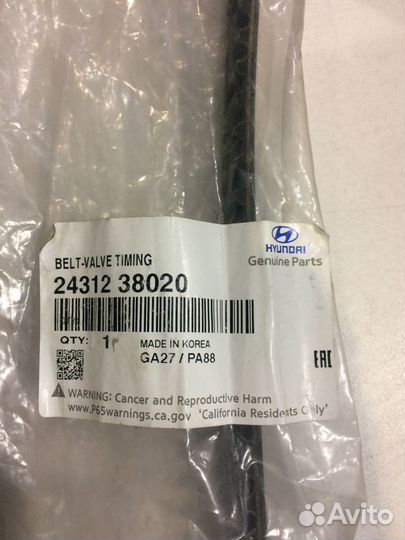 HYUNDAI
Genuine Parts
BELT-VALVE TIMING
24312 38020
QTY: 1
MADE IN KOREA
GA27 / PA88
EAC
WARNING: Cancer and Reproductive Harm
www.P65warnings.ca.gov 'California Residents Only'
Avito